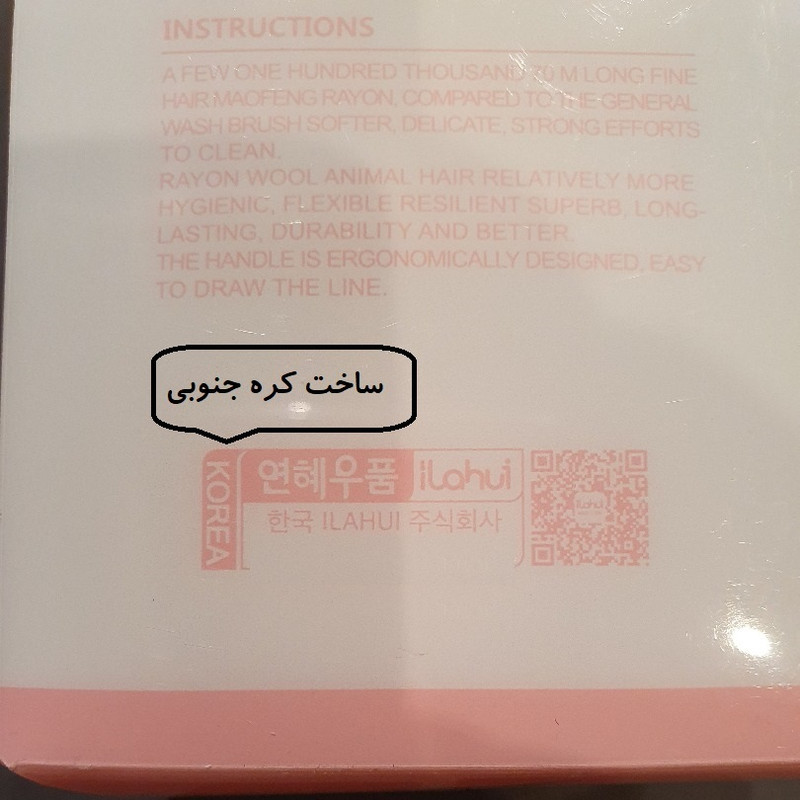 INSTRUCTIONS
A FEW ONE HUNDRED THOUSAND 70 M LONG FINE
HAIR MAOFENG RAYON, COMPARED TO THE GENERAL
WASH BRUSH SOFTER, DELICATE, STRONG EFFORTS
TO CLEAN.
RAYON WOOL ANIMAL HAIR RELATIVELY MORE
HYGIENIC, FLEXIBLE RESILIENT SUPERB, LONG-
LASTING, DURABILITY AND BETTER.
THE HANDLE IS ERGONOMICALLY DESIGNED, EASY
TO DRAW THE LINE.
ساخت کره جنوبی
KOREA
연혜우품 ilahui
한국 ILAHUI 주식회사
ilahui